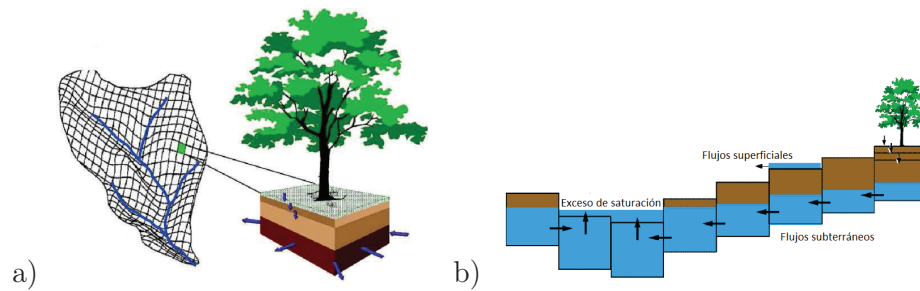 a)
b)
Flujos superficiales
Exceso de saturación
Flujos subterráneos